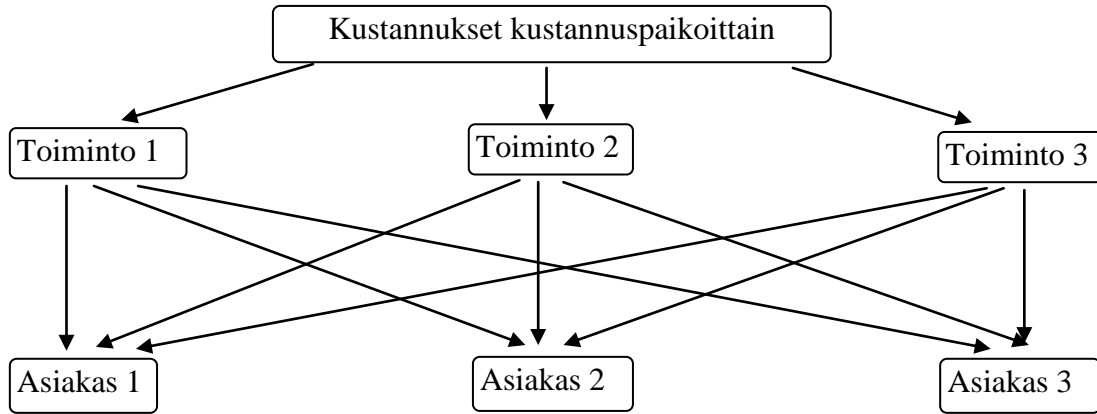 Kustannukset kustannuspaikoittain
Toiminto 1
Toiminto 2
Toiminto 3
Asiakas 1
Asiakas 2
Asiakas 3